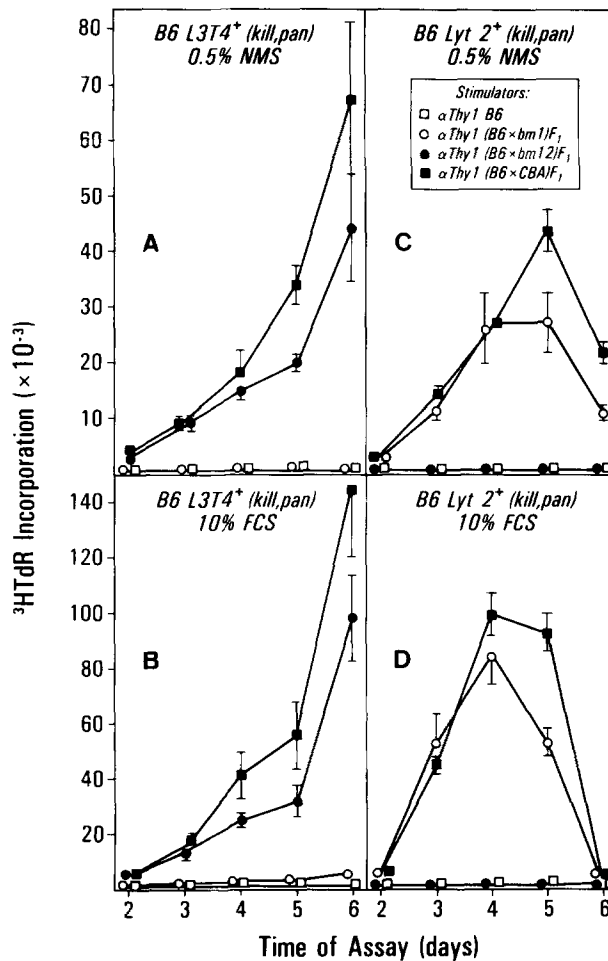 B6 L3T4+ (kill,pan)
0.5% NMS
B6 Lyt 2+ (kill,pan)
0.5% NMS
Stimulators:
αThy1 B6
αThy1 (B6×bm1)F1
αThy1 (B6×bm12)F1
αThy1 (B6×CBA)F1
80
70
60
50
40
30
20
10
A
C
B6 L3T4+ (kill,pan)
10% FCS
B6 Lyt 2+ (kill,pan)
10% FCS
140
120
100
80
60
40
20
B
D
2 3 4 5 6
2 3 4 5 6
³HTdR Incorporation (×10⁻³)
Time of Assay (days)